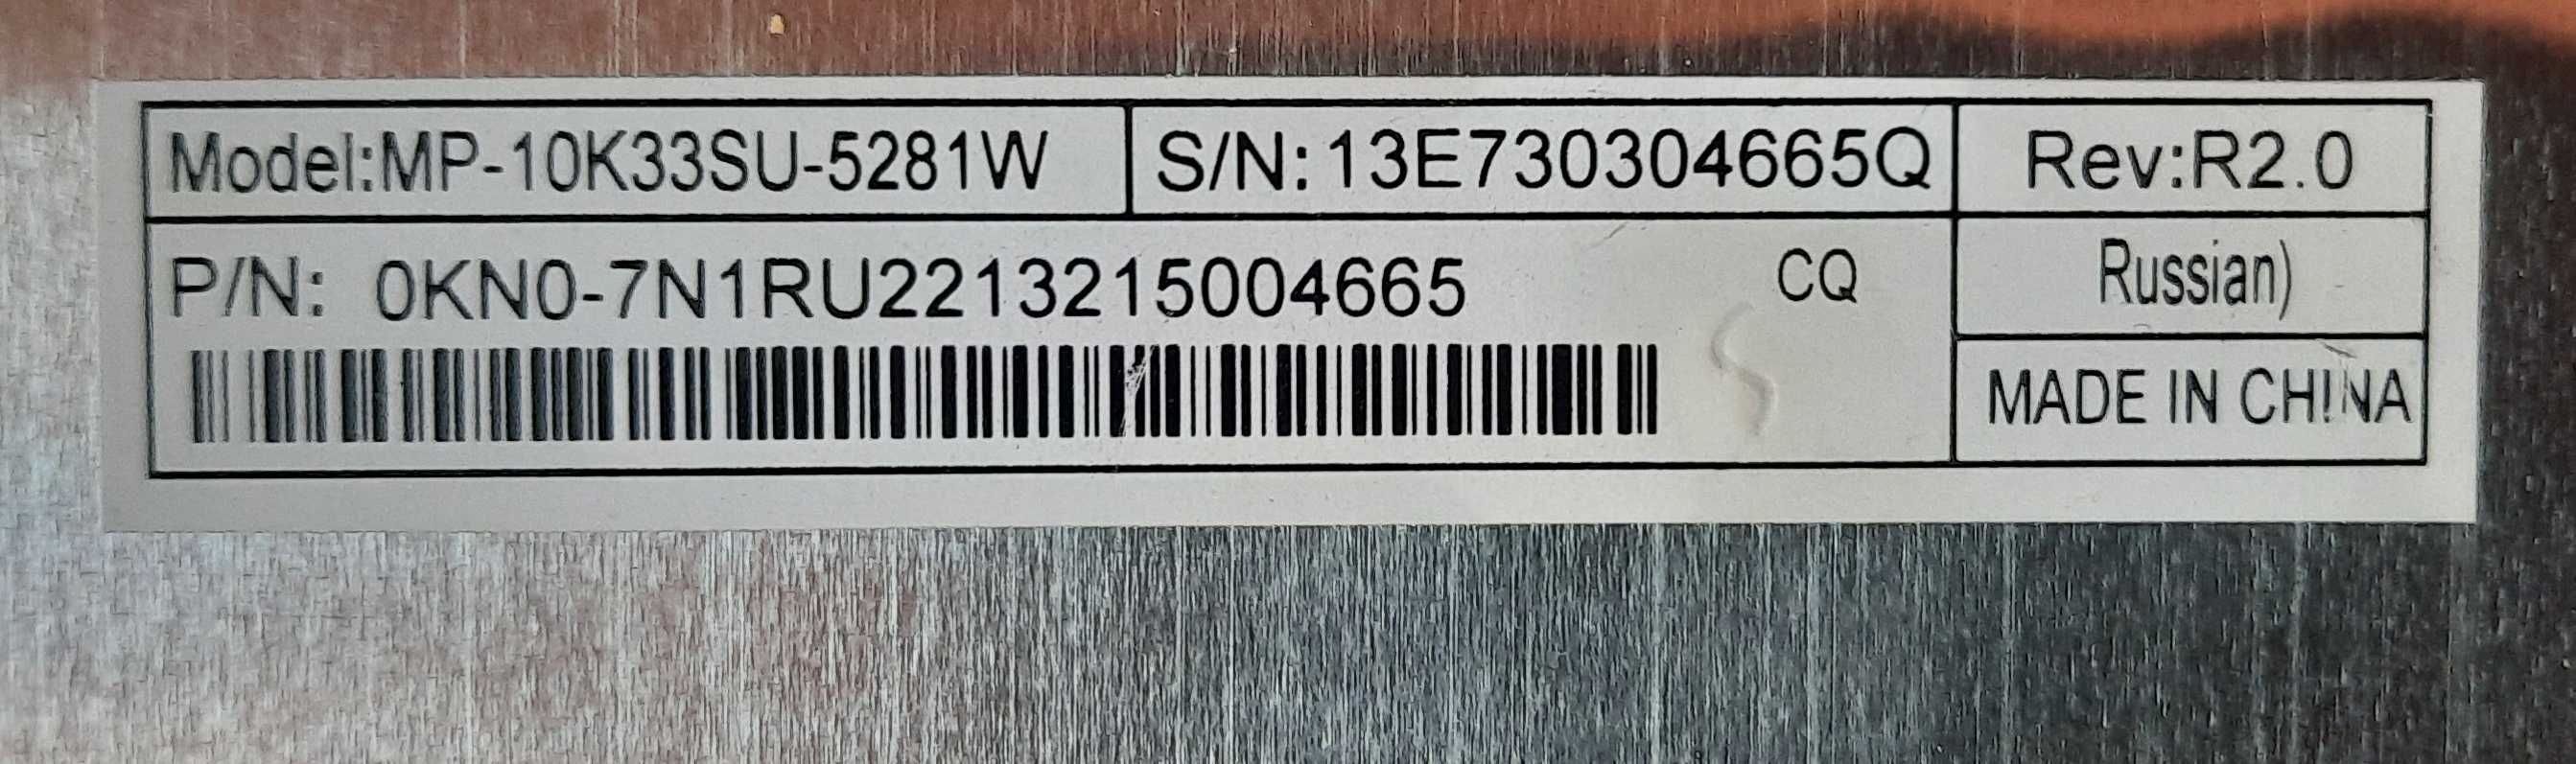 Model:MP-10K33SU-5281W S/N:13E730304665Q Rev:R2.0
P/N: 0KN0-7N1RU2213215004665 CQ Russian)
MADE IN CHINA